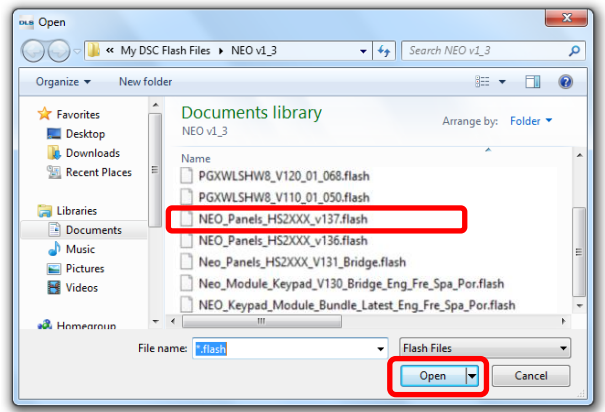 DLS Open
« My DSC Flash Files ▸ NEO v1_3
Search NEO v1_3
Organize ▾ New folder
Favorites
Desktop
Downloads
Recent Places
Libraries
Documents
Music
Pictures
Videos
Homegroup
Documents library
NEO v1_3
Arrange by: Folder ▾
Name
PGXWLSHW8_V120_01_068.flash
PGXWLSHW8_V110_01_050.flash
NEO_Panels_HS2XXX_v137.flash
NEO_Panels_HS2XXX_v136.flash
Neo_Panels_HS2XXX_V131_Bridge.flash
Neo_Module_Keypad_V130_Bridge_Eng_Fre_Spa_Por.flash
NEO_Keypad_Module_Bundle_Latest_Eng_Fre_Spa_Por.flash
File name: *.flash
Flash Files
Open
Cancel